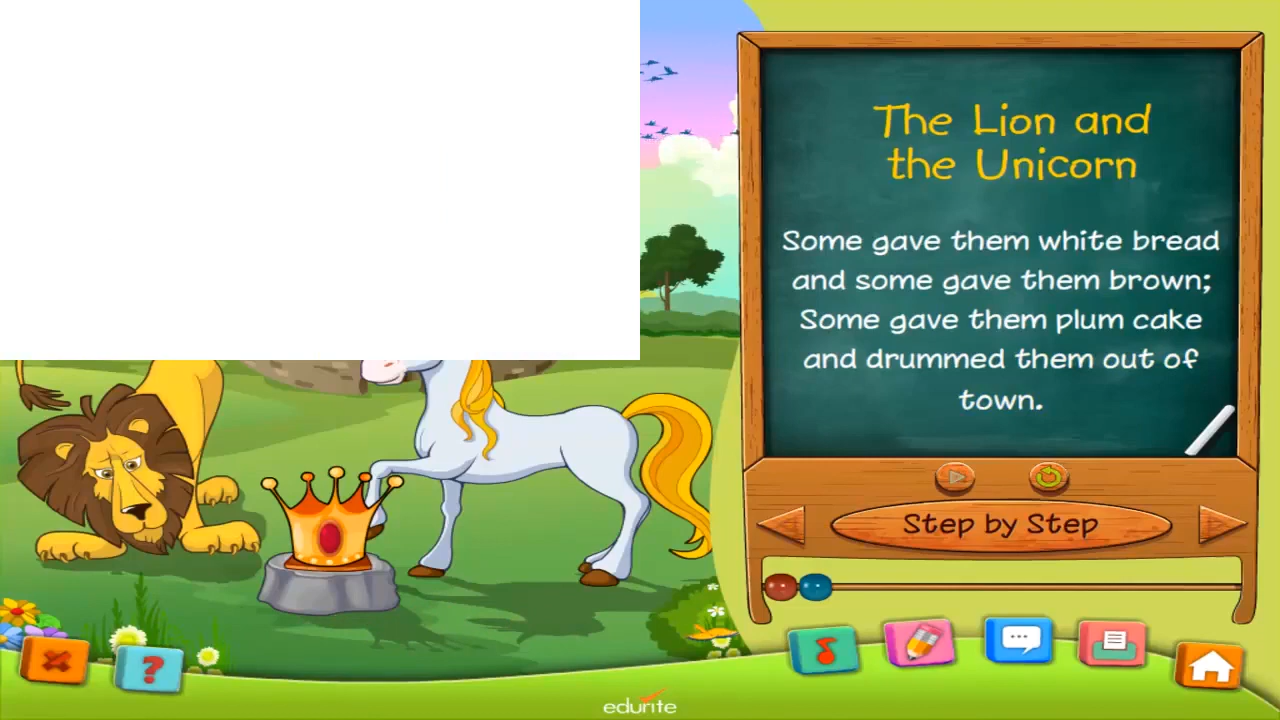 The Lion and
the Unicorn
Some gave them white bread
and some gave them brown;
Some gave them plum cake
and drummed them out of
town.
Step by Step
?
edurite